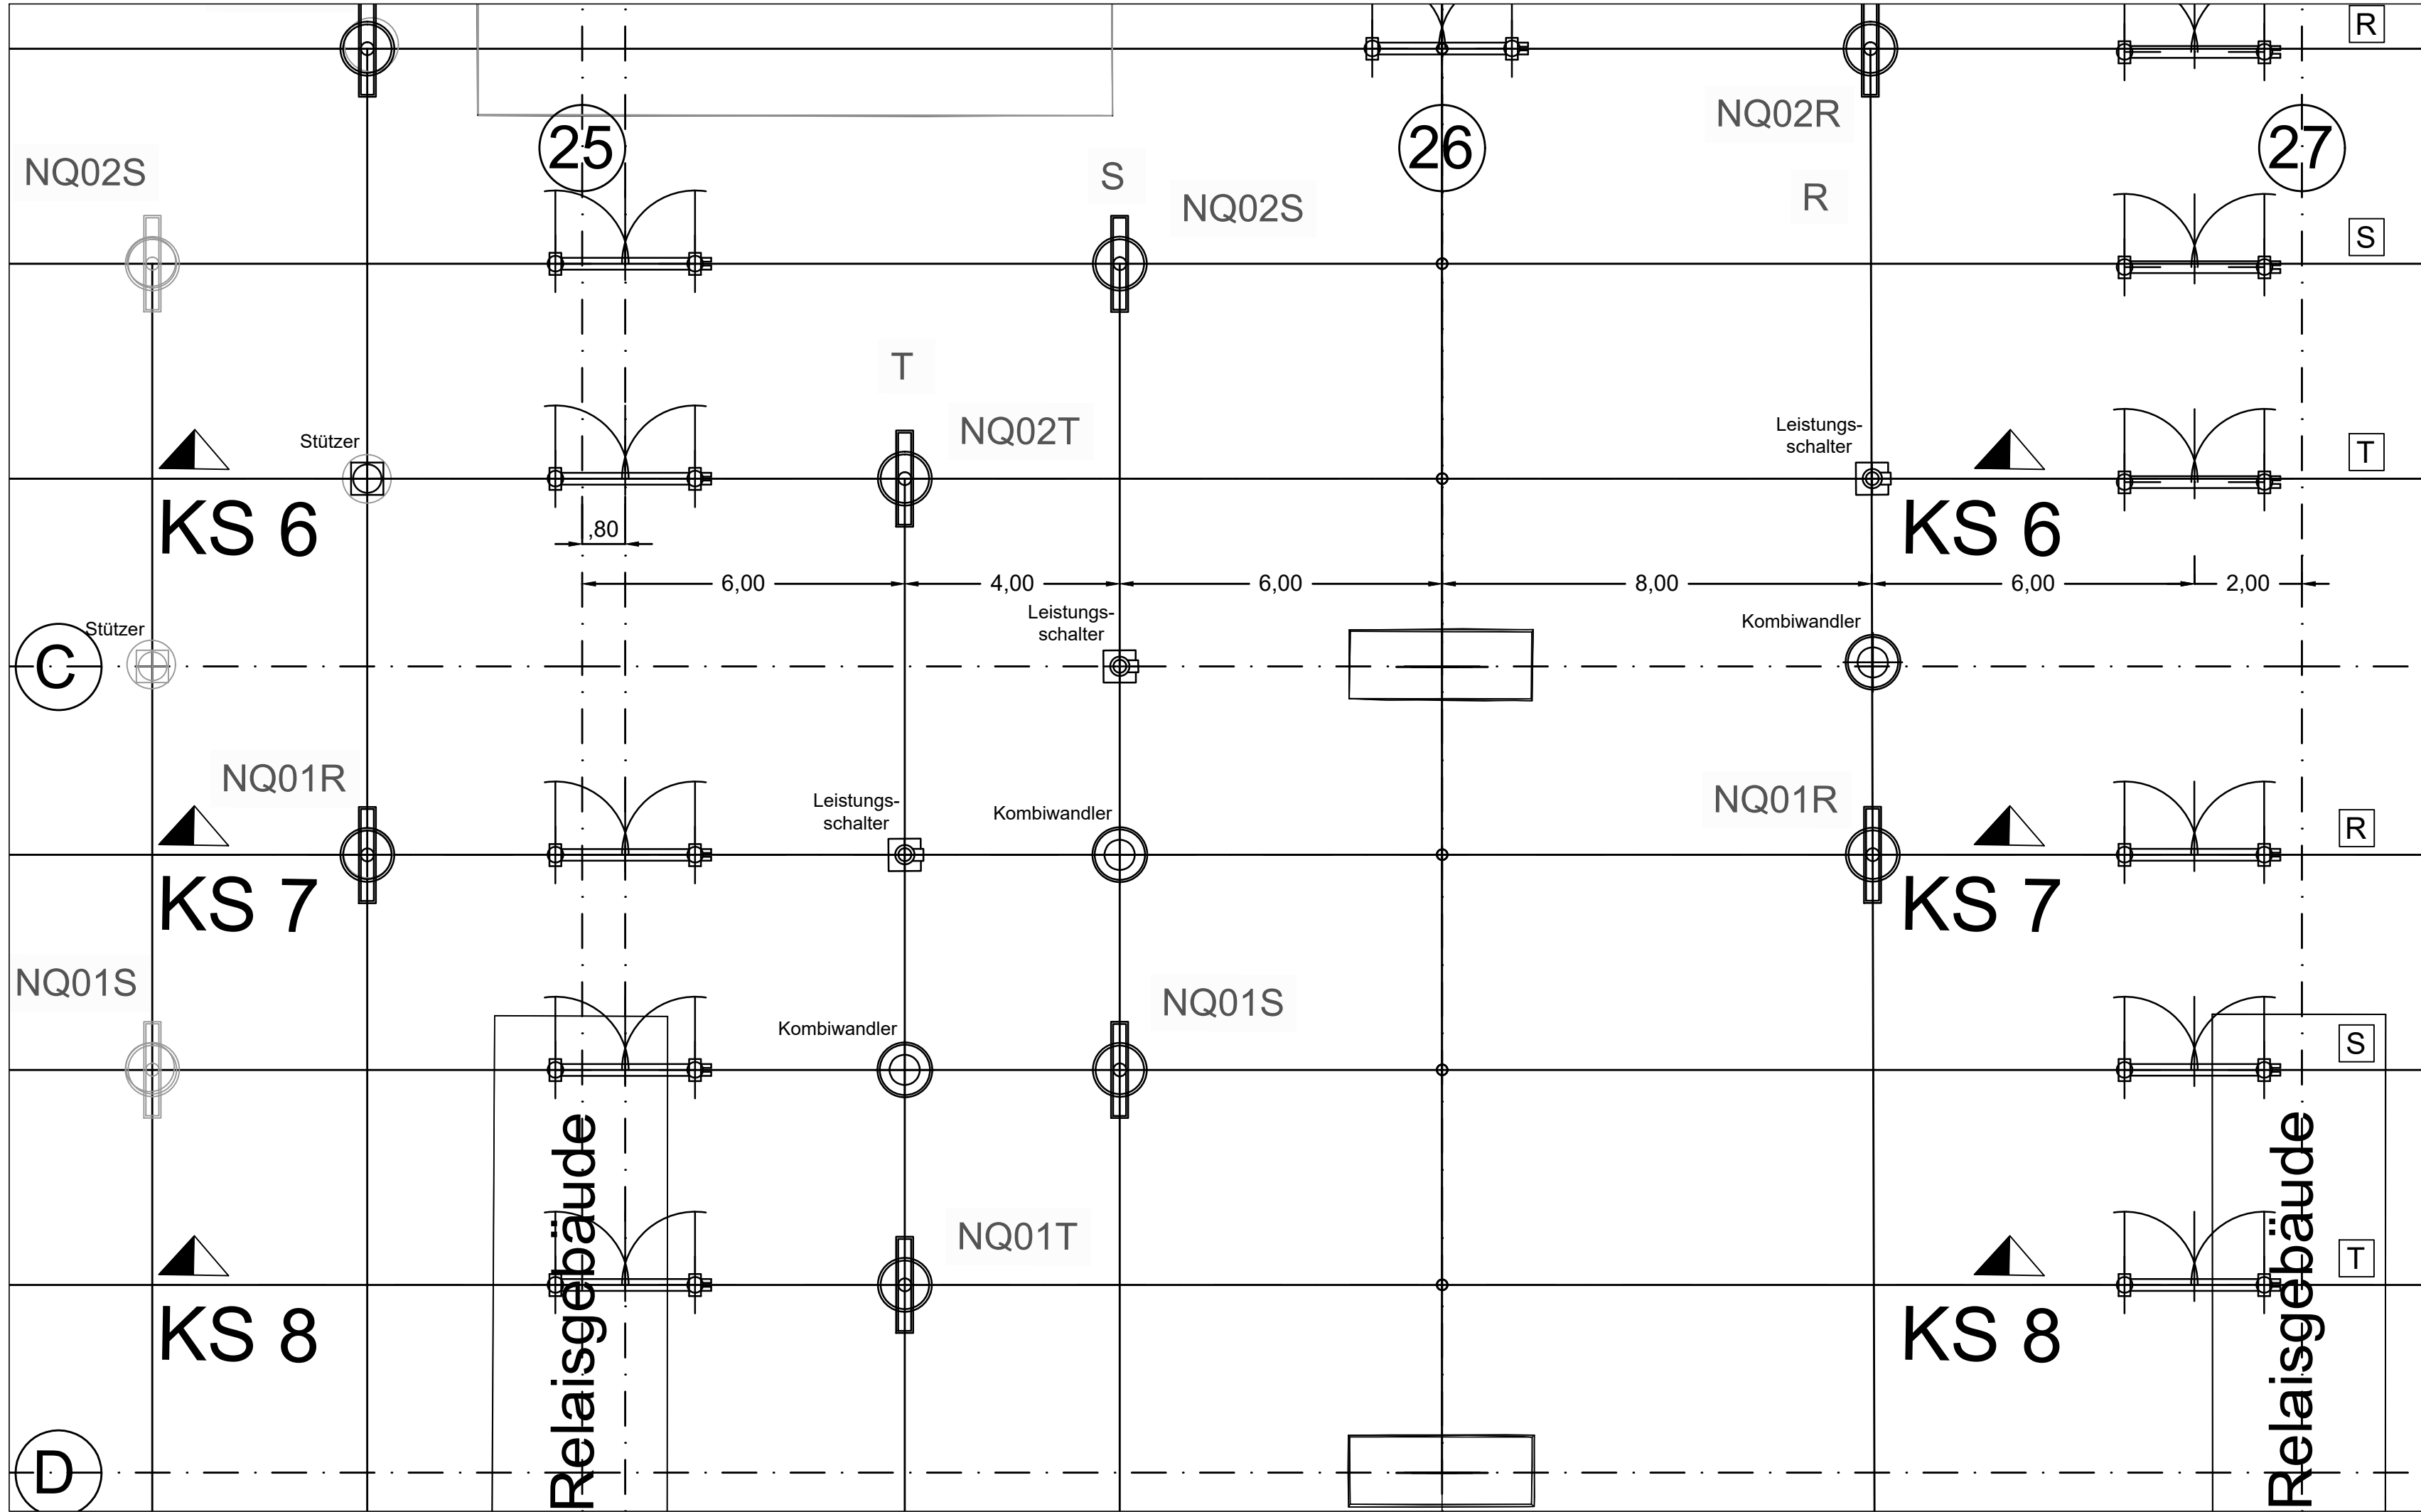 R
25
26
NQ02R
27
NQ02S
S
NQ02S
R
S
T
NQ02T
Stützer
Leistungs-
schalter
T
KS 6
,80
KS 6
6,00
4,00
6,00
8,00
6,00
2,00
Stützer
Leistungs-
schalter
Kombiwandler
C
NQ01R
Leistungs-
schalter
Kombiwandler
NQ01R
R
KS 7
KS 7
NQ01S
NQ01S
Kombiwandler
S
Relaisgebäude
Relaisgebäude
NQ01T
T
KS 8
KS 8
D